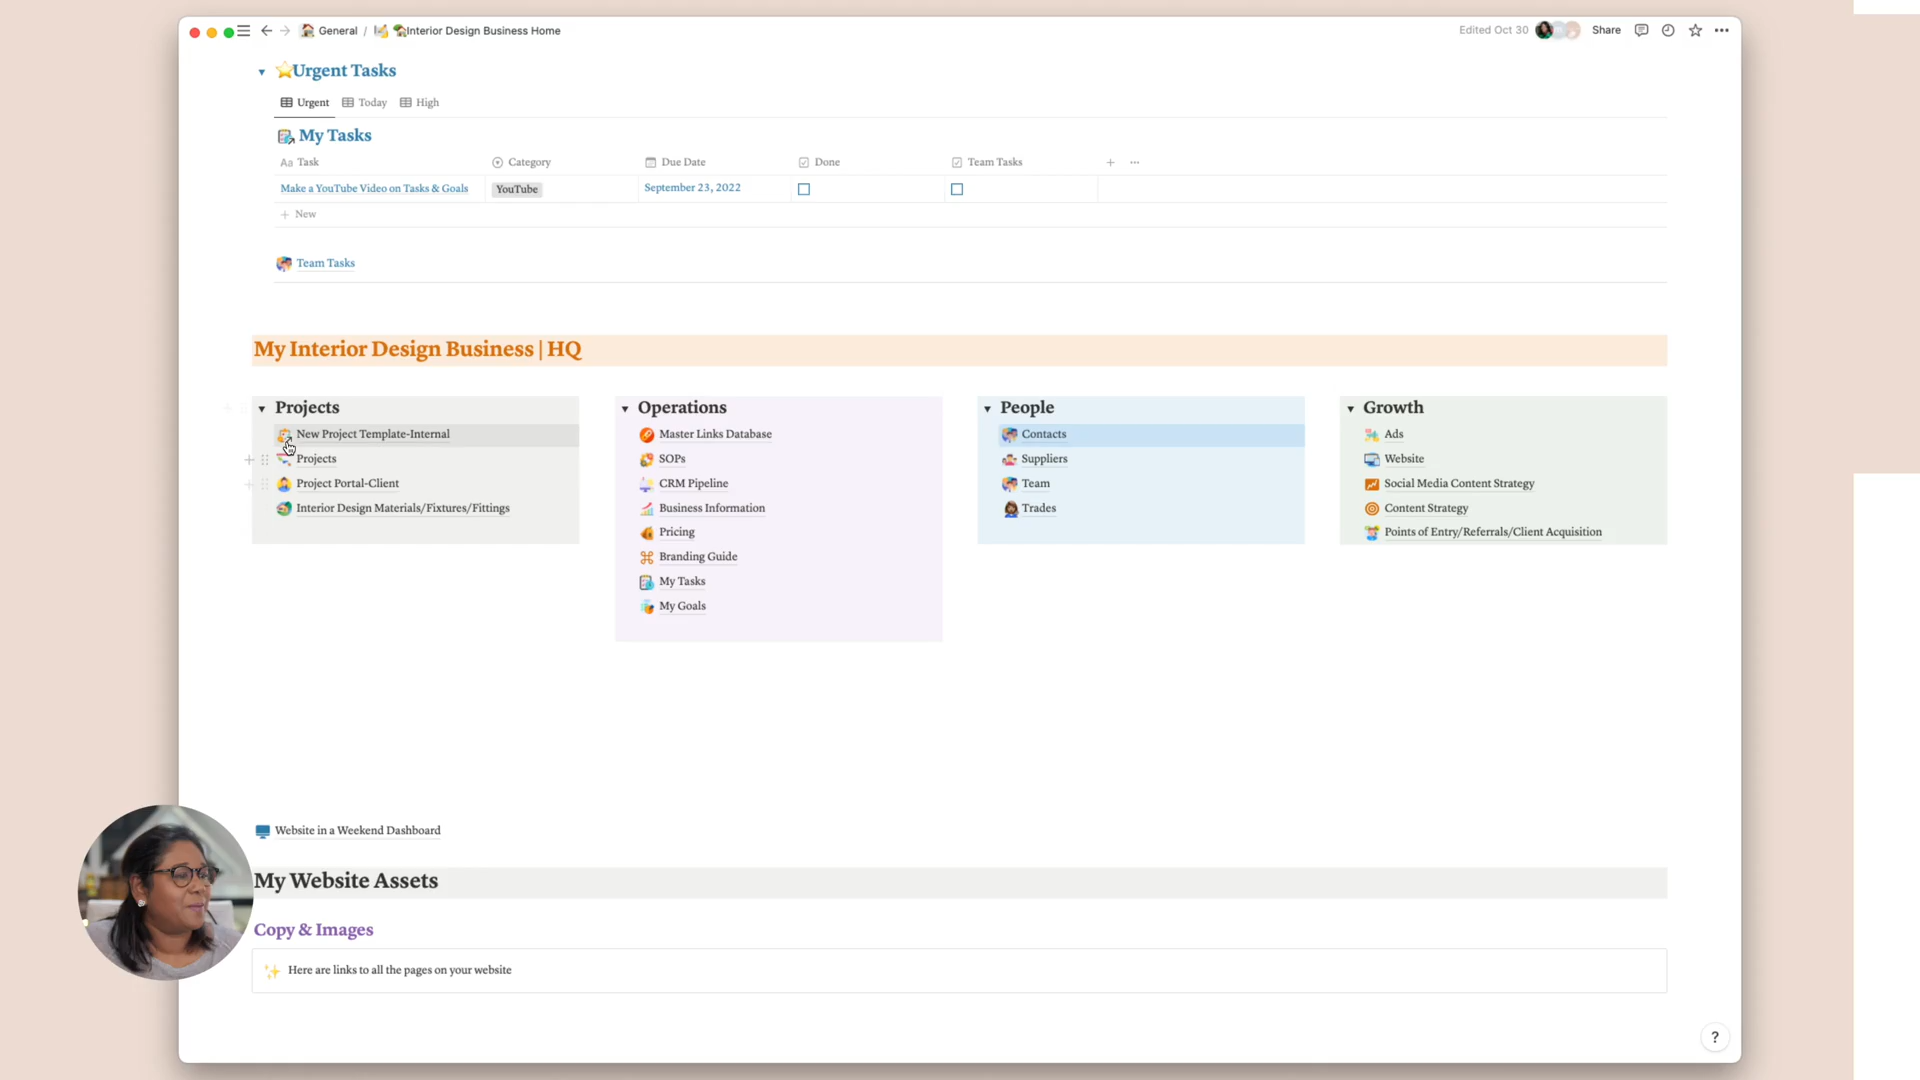 General / Interior Design Business Home
Edited Oct 30
Share
Urgent Tasks
Urgent Today High
My Tasks
Aa Task Category Due Date Done Team Tasks
Make a YouTube Video on Tasks & Goals YouTube September 23, 2022
+ New
Team Tasks
My Interior Design Business | HQ
Projects
New Project Template-Internal
Projects
Project Portal-Client
Interior Design Materials/Fixtures/Fittings
Operations
Master Links Database
SOPs
CRM Pipeline
Business Information
Pricing
Branding Guide
My Tasks
My Goals
People
Contacts
Suppliers
Team
Trades
Growth
Ads
Website
Social Media Content Strategy
Content Strategy
Points of Entry/Referrals/Client Acquisition
Website in a Weekend Dashboard
My Website Assets
Copy & Images
Here are links to all the pages on your website
?